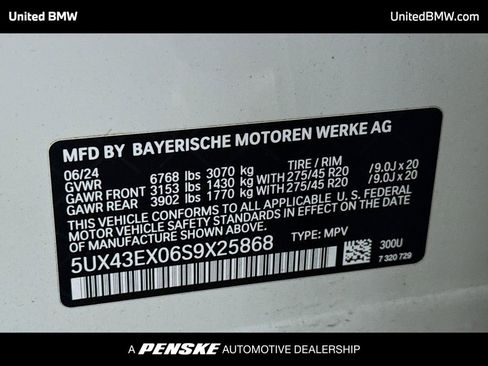 United BMW
UnitedBMW.com
MFD BY BAYERISCHE MOTOREN WERKE AG
06/24 TIRE / RIM
GVWR 6768 lbs 3070 kg
GAWR FRONT 3153 lbs 1430 kg WITH 275/45 R20 / 9.0J x 20
GAWR REAR 3902 lbs 1770 kg WITH 275/45 R20 / 9.0J x 20
THIS VEHICLE CONFORMS TO ALL APPLICABLE U.S. FEDERAL
MOTOR VEHICLE SAFETY STANDARDS IN EFFECT ON THE DATE
OF MANUFACTURE SHOWN ABOVE.
5UX43EX06S9X25868 TYPE: MPV
300U
7 320 729
A PENSKE AUTOMOTIVE DEALERSHIP